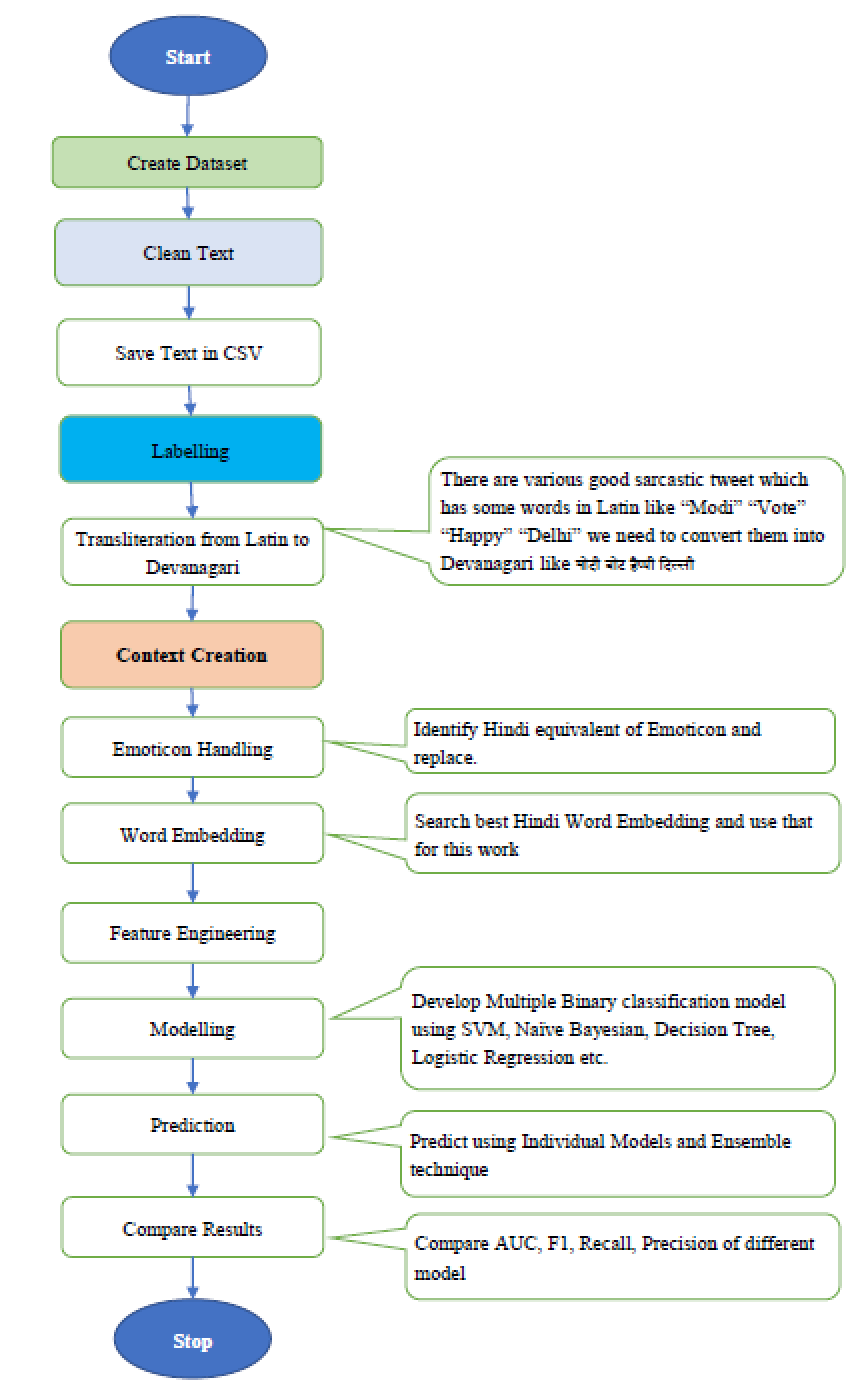 Start
Create Dataset
Clean Text
Save Text in CSV
Labelling
Transliteration from Latin to
Devanagari
There are various good sarcastic tweet which
has some words in Latin like “Modi” “Vote”
“Happy” “Delhi” we need to convert them into
Devanagari like मोदी वोट हैप्पी दिल्ली
Context Creation
Emoticon Handling
Identify Hindi equivalent of Emoticon and
replace.
Word Embedding
Search best Hindi Word Embedding and use that
for this work
Feature Engineering
Modelling
Develop Multiple Binary classification model
using SVM, Naïve Bayesian, Decision Tree,
Logistic Regression etc.
Prediction
Predict using Individual Models and Ensemble
technique
Compare Results
Compare AUC, F1, Recall, Precision of different
model
Stop